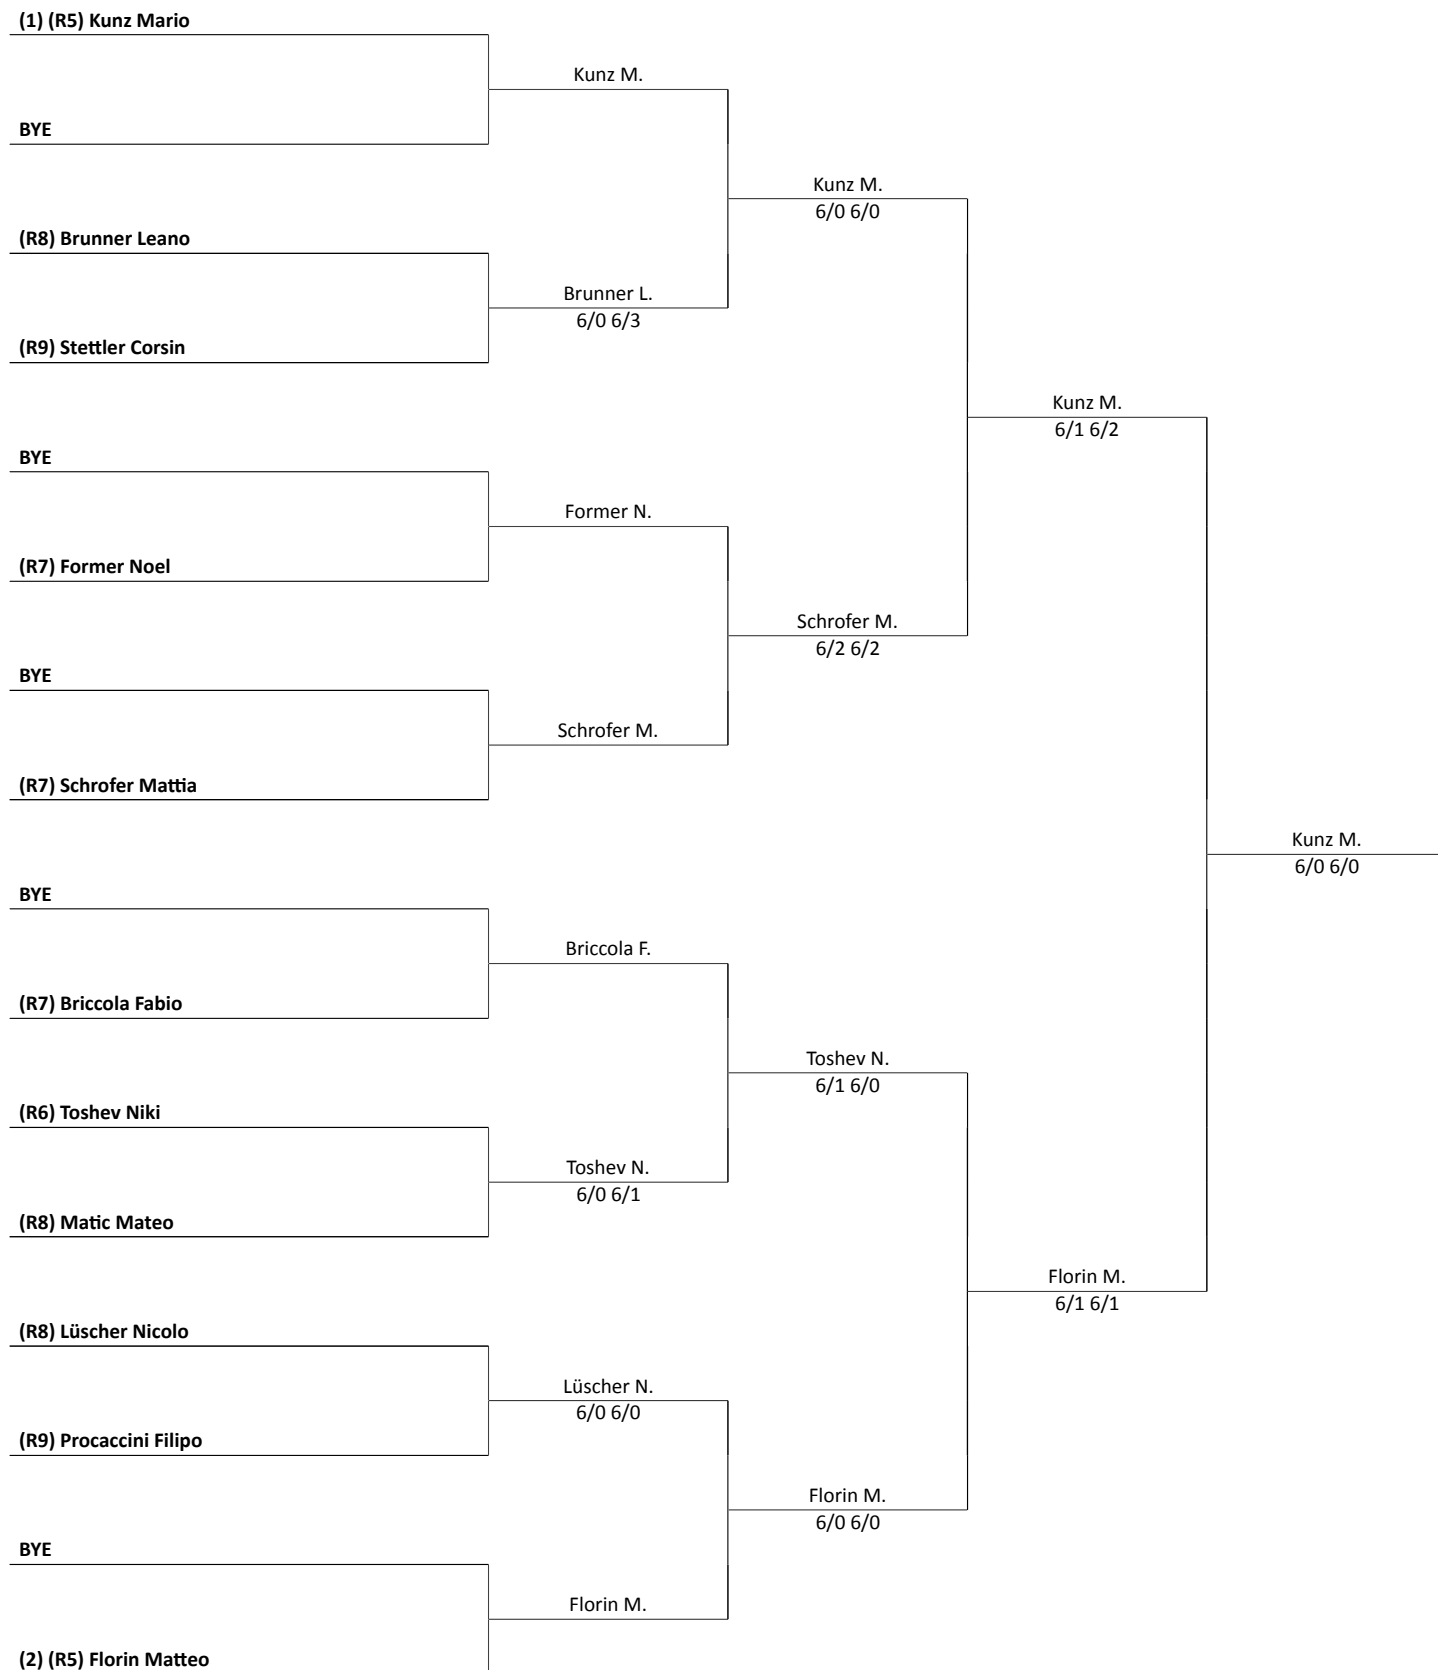 (1) (R5) Kunz Mario
Kunz M.
BYE
Kunz M.
6/0 6/0
(R8) Brunner Leano
Brunner L.
6/0 6/3
(R9) Stettler Corsin
Kunz M.
6/1 6/2
BYE
Former N.
(R7) Former Noel
Schrofer M.
6/2 6/2
BYE
Schrofer M.
(R7) Schrofer Mattia
Kunz M.
6/0 6/0
BYE
Briccola F.
(R7) Briccola Fabio
Toshev N.
6/1 6/0
(R6) Toshev Niki
Toshev N.
6/0 6/1
(R8) Matic Mateo
Florin M.
6/1 6/1
(R8) Lüscher Nicolo
Lüscher N.
6/0 6/0
(R9) Procaccini Filipo
Florin M.
6/0 6/0
BYE
Florin M.
(2) (R5) Florin Matteo